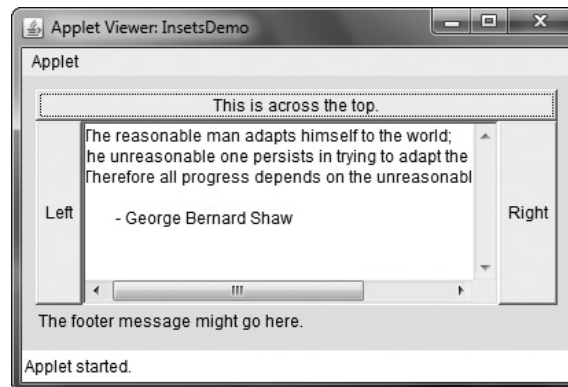 Applet Viewer: InsetsDemo
Applet
This is across the top.
The reasonable man adapts himself to the world;
he unreasonable one persists in trying to adapt the
Therefore all progress depends on the unreasonabl
Left
- George Bernard Shaw
Right
The footer message might go here.
Applet started.